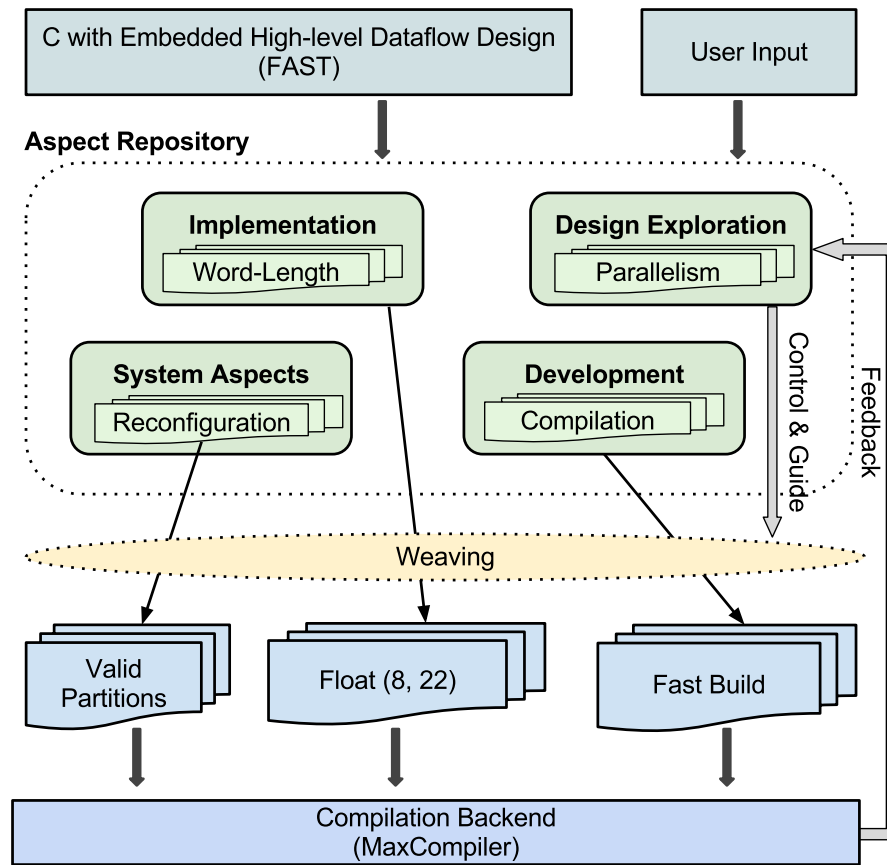 C with Embedded High-level Dataflow Design
(FAST)
User Input
Aspect Repository
Implementation
Word-Length
Design Exploration
Parallelism
System Aspects
Reconfiguration
Development
Compilation
Control & Guide
Feedback
Weaving
Valid
Partitions
Float (8, 22)
Fast Build
Compilation Backend
(MaxCompiler)